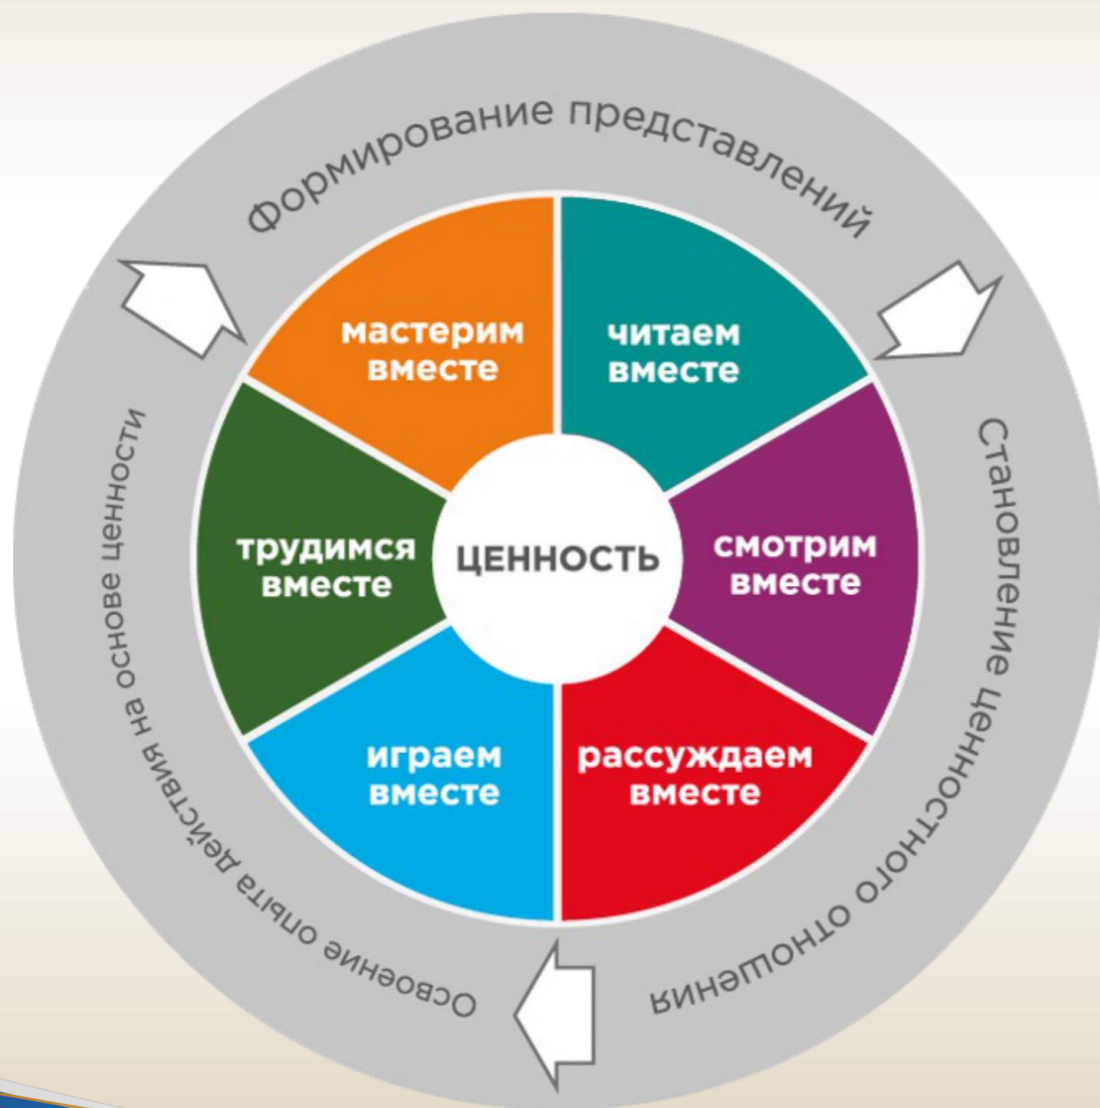 Формирование представлений
Становление ценностного отношения
Освоение опыта действия на основе ценности
мастерим
вместе
читаем
вместе
смотрим
вместе
рассуждаем
вместе
играем
вместе
трудимся
вместе
ЦЕННОСТЬ